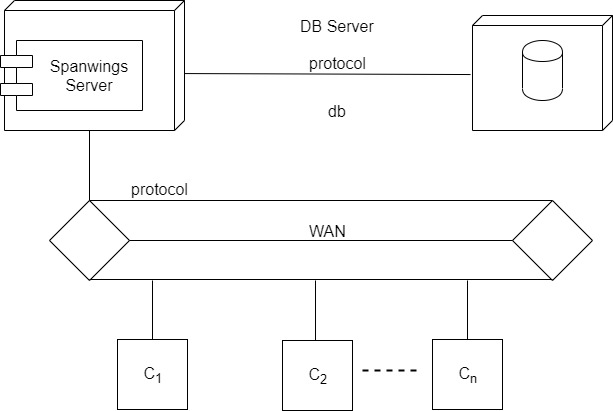 DB Server
Spanwings
Server
protocol
db
protocol
WAN
C1
C2
Cn